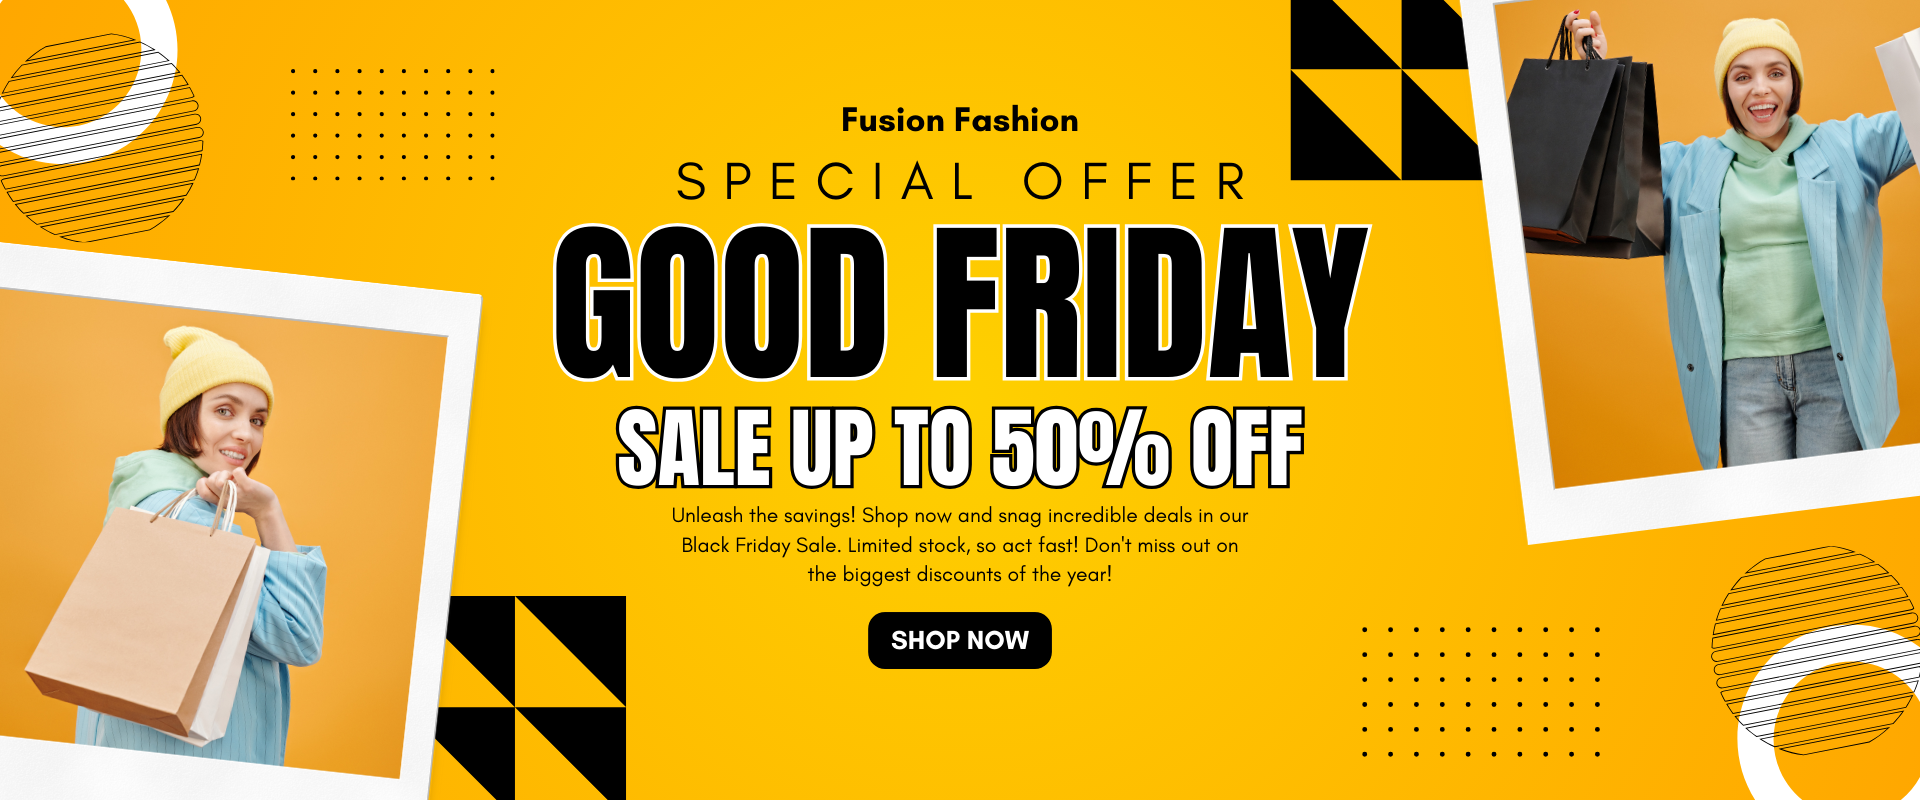 Fusion Fashion
SPECIAL OFFER
GOOD FRIDAY
SALE UP TO 50% OFF
Unleash the savings! Shop now and snag incredible deals in our
Black Friday Sale. Limited stock, so act fast! Don't miss out on
the biggest discounts of the year!
SHOP NOW